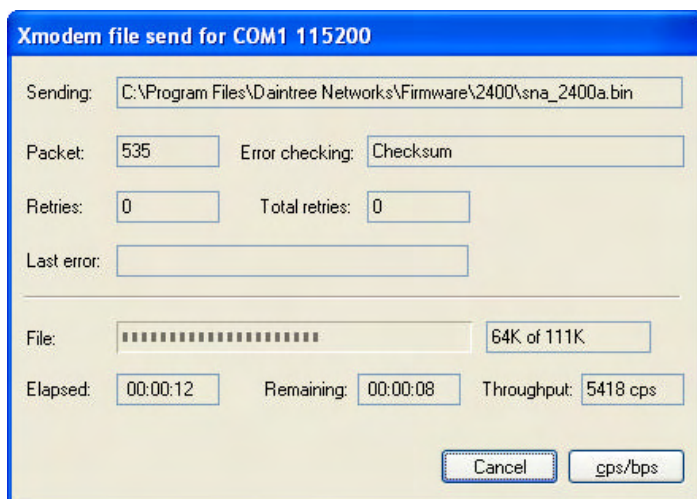 Xmodem file send for COM1 115200
Sending: C:\Program Files\Daintree Networks\Firmware\2400\sna_2400a.bin
Packet: 535 Error checking: Checksum
Retries: 0 Total retries: 0
Last error:
File: 64K of 111K
Elapsed: 00:00:12 Remaining: 00:00:08 Throughput: 5418 cps
Cancel cps/bps